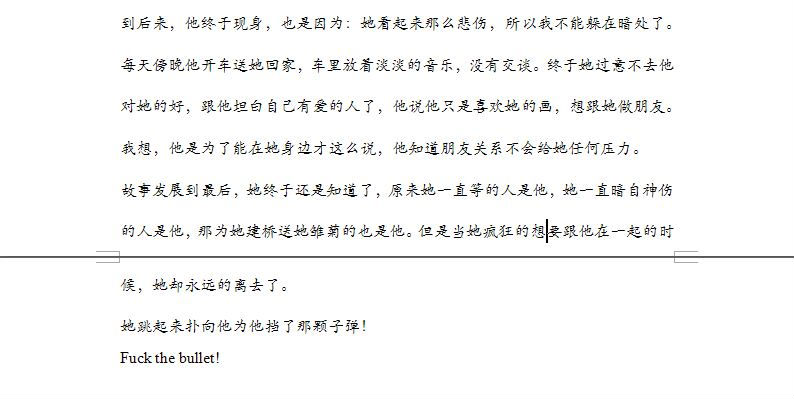 到后来，他终于现身，也是因为：她看起来那么悲伤，所以我不能躲在暗处了。
每天傍晚他开车送她回家，车里放着淡淡的音乐，没有交谈。终于她过意不去他
对她的好，跟他坦白自己有爱的人了，他说他只是喜欢她的画，想跟她做朋友。
我想，他是为了能在她身边才这么说，他知道朋友关系不会给她任何压力。
故事发展到最后，她终于还是知道了，原来她一直等的人是他，她一直暗自神伤
的人是他，那为她建桥送她雏菊的也是他。但是当她疯狂的想要跟他在一起的时
候，她却永远的离去了。
她跳起来扑向他为他挡了那颗子弹！
Fuck the bullet!